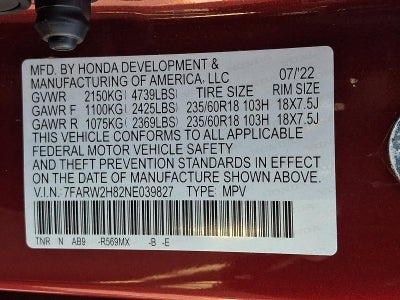 MFD. BY HONDA DEVELOPMENT &
MANUFACTURING OF AMERICA, LLC 07/'22
GVWR 2150KG( 4739LBS) TIRE SIZE RIM SIZE
GAWR F 1100KG( 2425LBS) 235/60R18 103H 18X7.5J
GAWR R 1075KG( 2369LBS) 235/60R18 103H 18X7.5J
THIS VEHICLE CONFORMS TO ALL APPLICABLE
FEDERAL MOTOR VEHICLE SAFETY
AND THEFT PREVENTION STANDARDS IN EFFECT
ON THE DATE OF MANUFACTURE SHOWN ABOVE.
V.I.N.: 7FARW2H82NE039827 TYPE: MPV
TNR N AB9 -R569MX -B -E